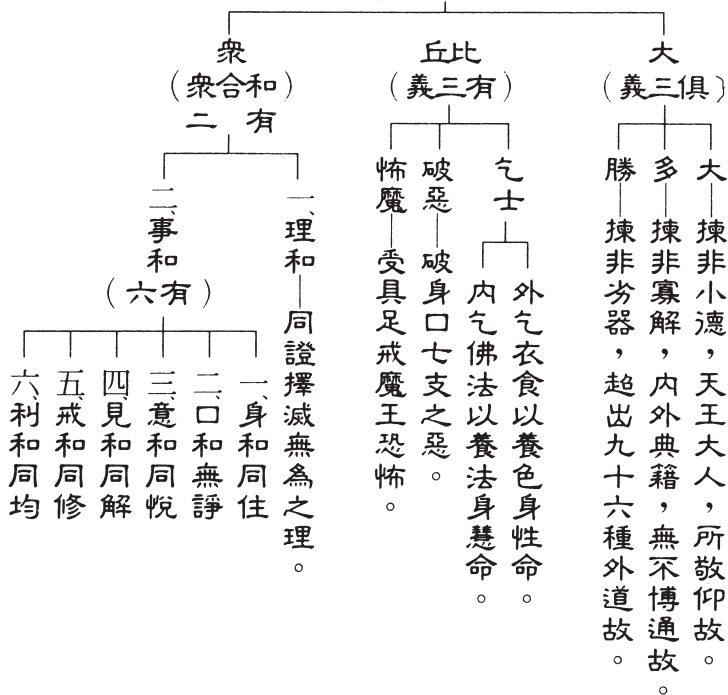 大
（俱三義）
大—揀非小德，天王大人，所敬仰故。
多—揀非寡解，內外典籍，無不博通故。
勝—揀非劣器，超出九十六種外道故。
比丘
（有三義）
乞士
外乞衣食以養色身性命。
內乞佛法以養法身慧命。
破惡—破身口七支之惡。
怖魔—受具足戒魔王恐怖。
眾
（和合眾）
有二
一、理和—同證擇滅無為之理。
二、事和
（有六）
一、身和同住
二、口和無諍
三、意和同悅
四、見和同解
五、戒和同修
六、利和同均